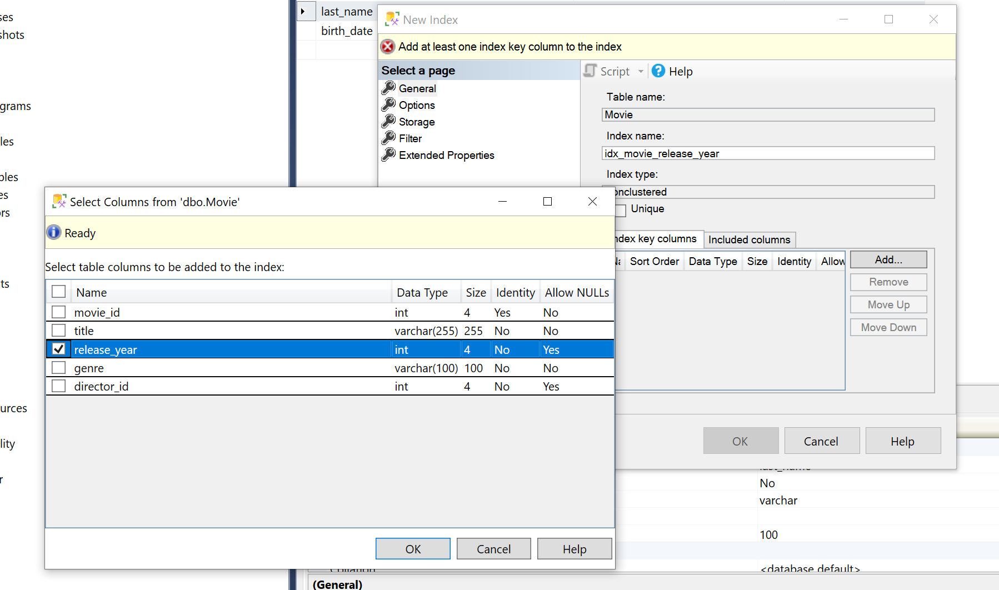 last_name
birth_date
New Index
Add at least one index key column to the index
Select a page
General
Options
Storage
Filter
Extended Properties
Script
Help
Table name:
Movie
Index name:
idx_movie_release_year
Index type:
onclustered
Unique
ndex key columns
Included columns
Sort Order Data Type Size Identity Allow
Add...
Remove
Move Up
Move Down
OK Cancel Help
Select Columns from 'dbo.Movie'
Ready
Select table columns to be added to the index:
Name Data Type Size Identity Allow NULLs
movie_id int 4 Yes No
title varchar(255) 255 No No
release_year int 4 No Yes
genre varchar(100) 100 No No
director_id int 4 No Yes
OK Cancel Help
ses
shots
grams
les
bles
es
ors
ts
urces
lity
r
last_name
No
varchar
100
Collation <database default>
(General)